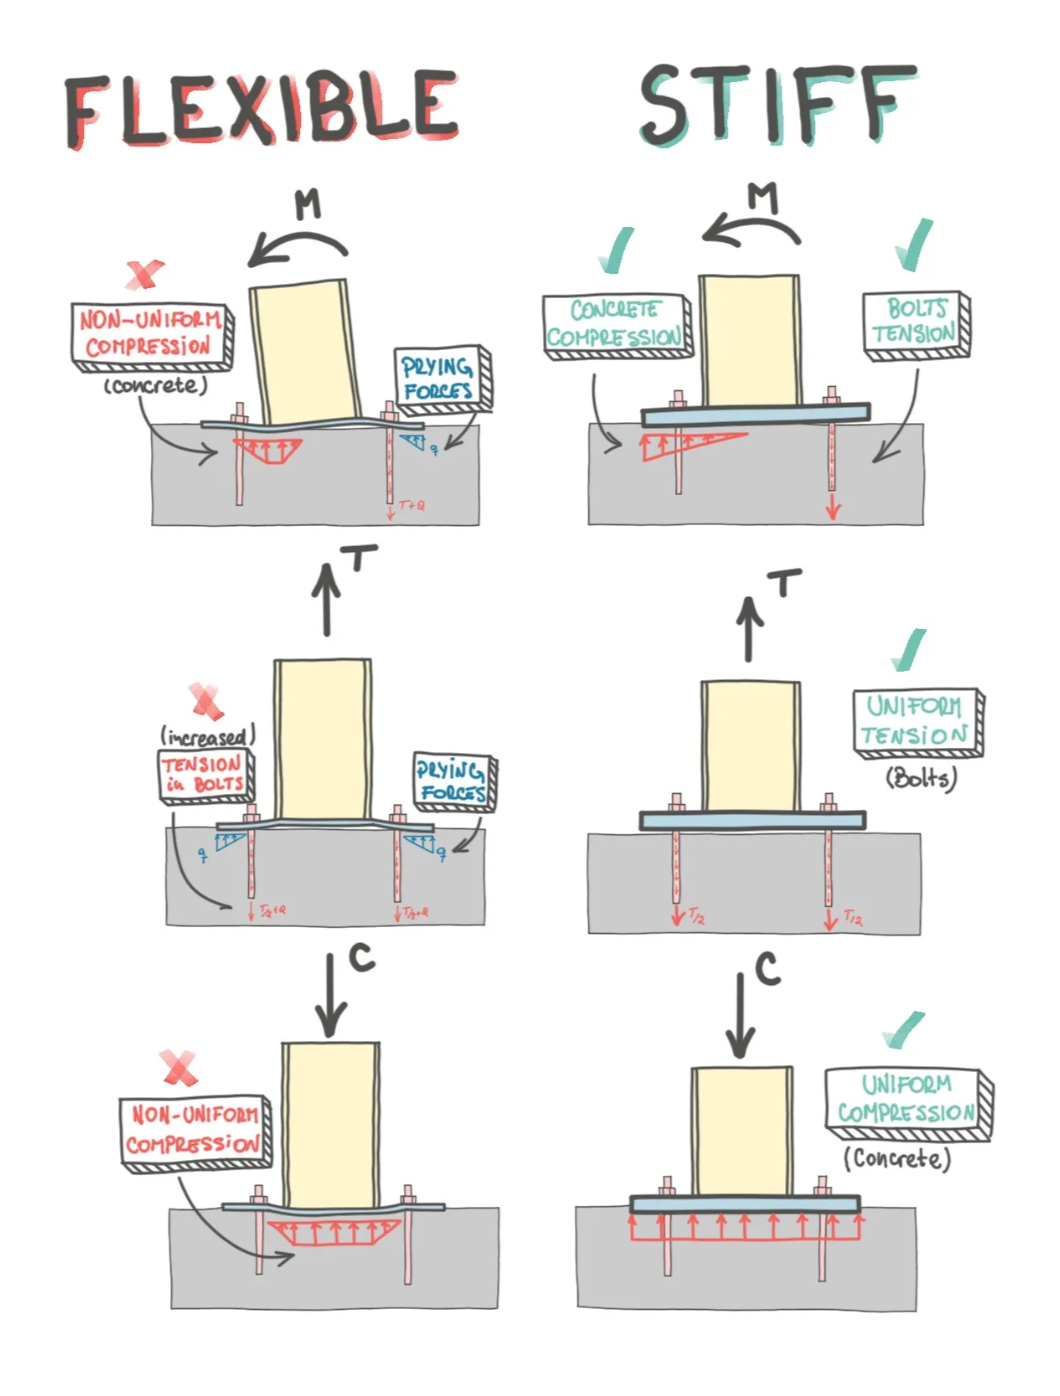 FLEXIBLE
STIFF
M
NON-UNIFORM
COMPRESSION
(concrete)
PRYING
FORCES
q
T+Q
M
CONCRETE
COMPRESSION
BOLTS
TENSION
T
(increased)
TENSION
in BOLTS
PRYING
FORCES
q
q
T/2+Q
T/2+Q
T
UNIFORM
TENSION
(Bolts)
T/2
T/2
C
NON-UNIFORM
COMPRESSION
C
UNIFORM
COMPRESSION
(Concrete)